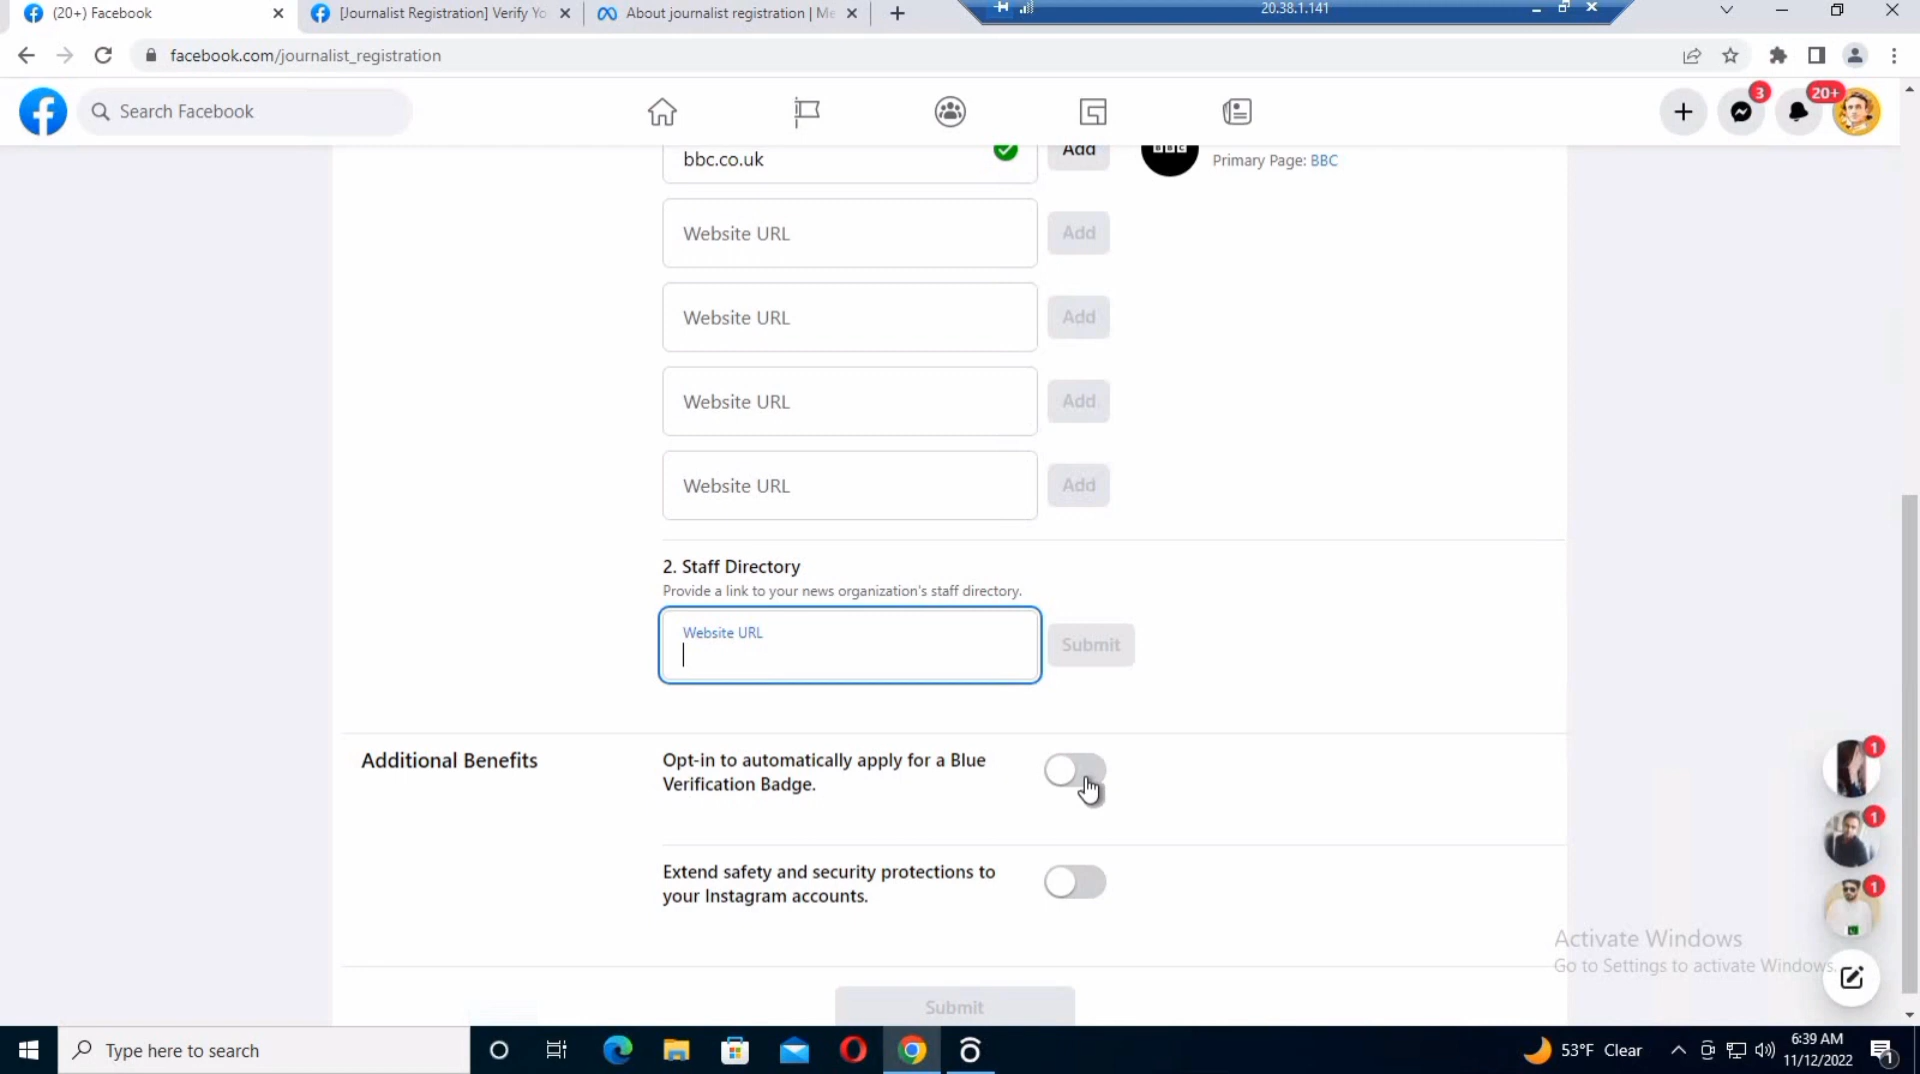 (20+) Facebook
[Journalist Registration] Verify Yo
About journalist registration | Me
20.38.1.141
facebook.com/journalist_registration
Search Facebook
3
20+
bbc.co.uk
Add
BBC
Primary Page: BBC
Website URL
Add
Website URL
Add
Website URL
Add
Website URL
Add
2. Staff Directory
Provide a link to your news organization's staff directory.
Website URL
Submit
Additional Benefits
Opt-in to automatically apply for a Blue
Verification Badge.
1
1
Extend safety and security protections to
your Instagram accounts.
1
Activate Windows
Go to Settings to activate Windows.
Submit
Type here to search
53°F Clear
6:39 AM
11/12/2022
1